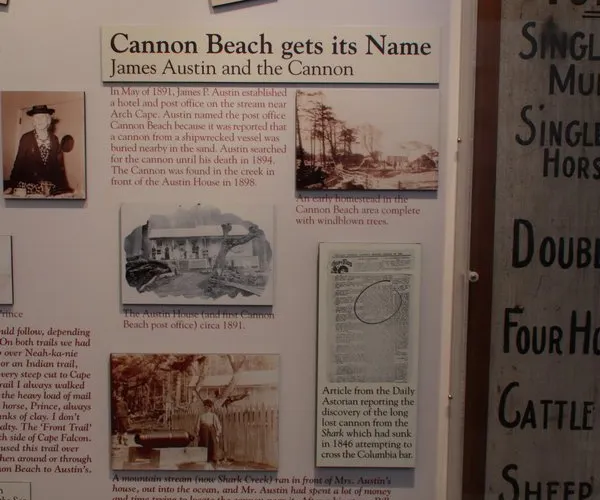 Cannon Beach gets its Name
James Austin and the Cannon
In May of 1891, James P. Austin established
a hotel and post office on the stream near
Arch Cape. Austin named the post office
Cannon Beach because it was reported that
a cannon from a shipwrecked vessel was
buried nearby in the sand. Austin searched
for the cannon until his death in 1894.
The Cannon was found in the creek in
front of the Austin House in 1898.
An early homestead in the
Cannon Beach area complete
with windblown trees.
The Austin House (and first Cannon
Beach post office) circa 1891.
Prince
uld follow, depending
On both trails we had
over Neah-ka-nie
or an Indian trail,
very steep cut to Cape
rail I always walked
the heavy load of mail
horse, Prince, always
nks of clay. I don't
alty. The 'Front Trail'
th side of Cape Falcon.
used this trail over
hen around or through
on Beach to Austin's.
Article from the Daily
Astorian reporting the
discovery of the long
lost cannon from the
Shark which had sunk
in 1846 attempting to
cross the Columbia bar.
A mountain stream (now Shark Creek) ran in front of Mrs. Austin's
house, out into the ocean, and Mr. Austin had spent a lot of money
SINGL
MU
SINGLE
HORS
DOUBL
FOUR HO
CATTLE
SHEEP